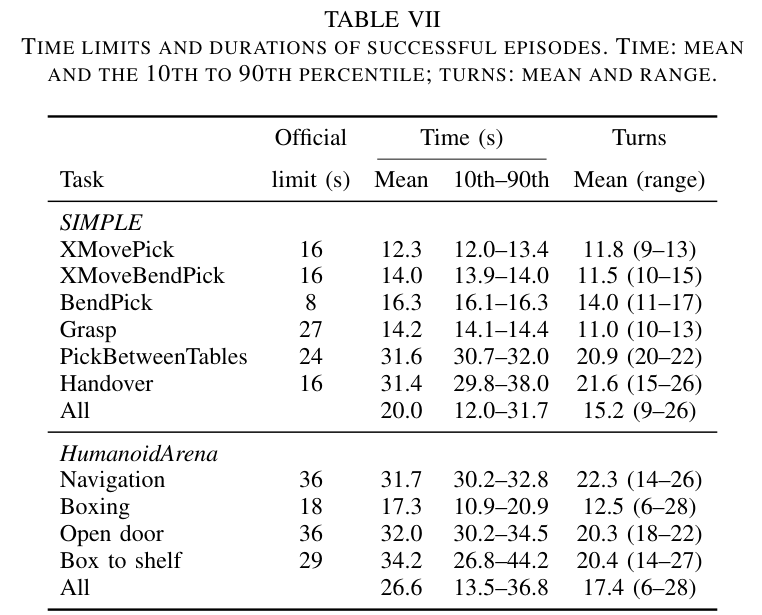 TABLE VII
TIME LIMITS AND DURATIONS OF SUCCESSFUL EPISODES. TIME: MEAN
AND THE 10TH TO 90TH PERCENTILE; TURNS: MEAN AND RANGE.
Official Time (s) Turns
Task limit (s) Mean 10th–90th Mean (range)
SIMPLE
XMovePick 16 12.3 12.0–13.4 11.8 (9–13)
XMoveBendPick 16 14.0 13.9–14.0 11.5 (10–15)
BendPick 8 16.3 16.1–16.3 14.0 (11–17)
Grasp 27 14.2 14.1–14.4 11.0 (10–13)
PickBetweenTables 24 31.6 30.7–32.0 20.9 (20–22)
Handover 16 31.4 29.8–38.0 21.6 (15–26)
All 20.0 12.0–31.7 15.2 (9–26)
HumanoidArena
Navigation 36 31.7 30.2–32.8 22.3 (14–26)
Boxing 18 17.3 10.9–20.9 12.5 (6–28)
Open door 36 32.0 30.2–34.5 20.3 (18–22)
Box to shelf 29 34.2 26.8–44.2 20.4 (14–27)
All 26.6 13.5–36.8 17.4 (6–28)